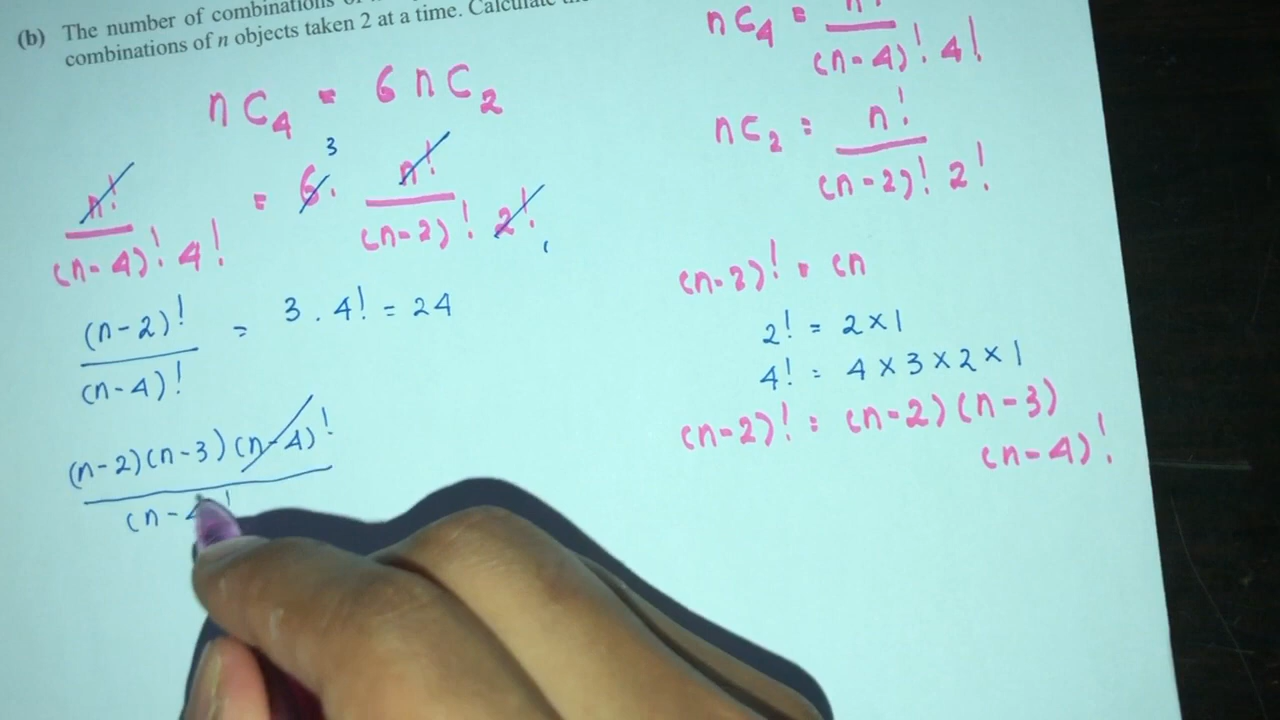 (b) The number of combinations
combinations of n objects taken 2 at a time. Calculate
nC4 = 6 nC2
3
n! / (n-4)! 4! = 6. n! / (n-2)! 2!
(n-2)! / (n-4)! = 3 . 4! = 24
(n-2)(n-3)(n-4)!
(n-
nC4 = n! / (n-4)! 4!
nC2 = n! / (n-2)! 2!
(n-2)! = (n
2! = 2 × 1
4! = 4 × 3 × 2 × 1
(n-2)! = (n-2)(n-3)
(n-4)!